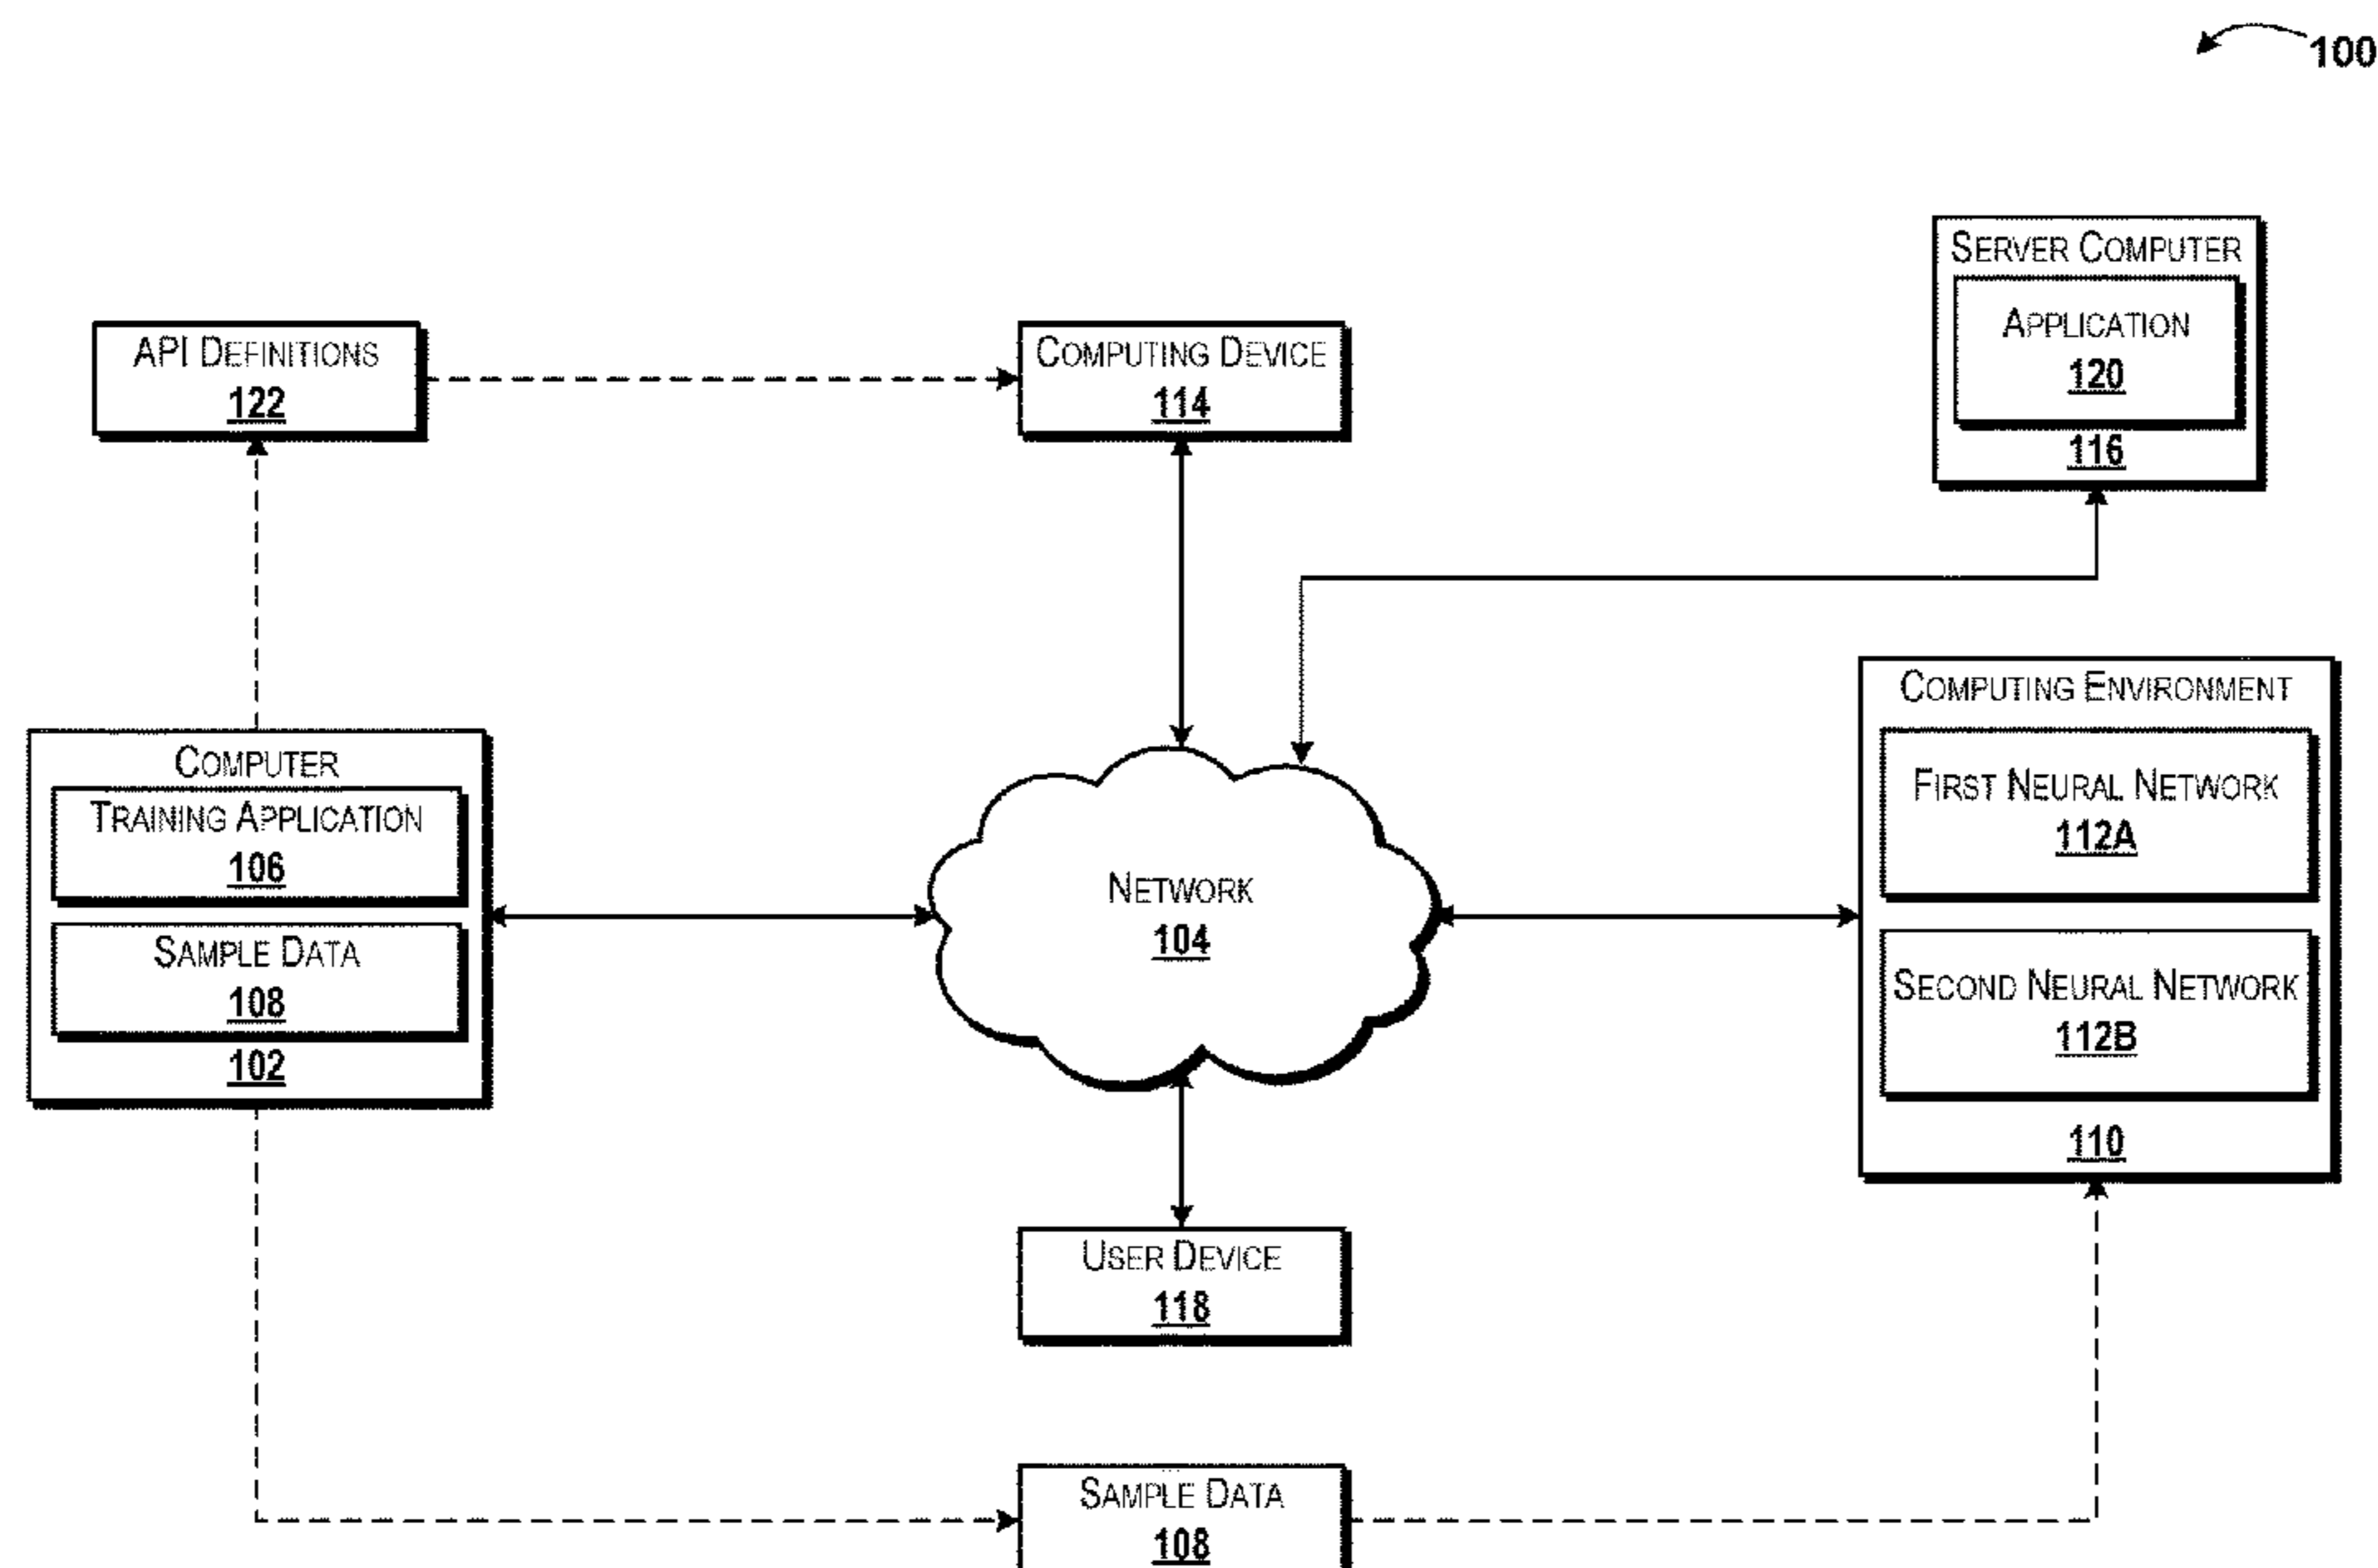 100
SERVER COMPUTER
APPLICATION
120
116
API DEFINITIONS
122
COMPUTING DEVICE
114
COMPUTER
TRAINING APPLICATION
106
SAMPLE DATA
108
102
NETWORK
104
COMPUTING ENVIRONMENT
FIRST NEURAL NETWORK
112A
SECOND NEURAL NETWORK
112B
110
USER DEVICE
118
SAMPLE DATA
108